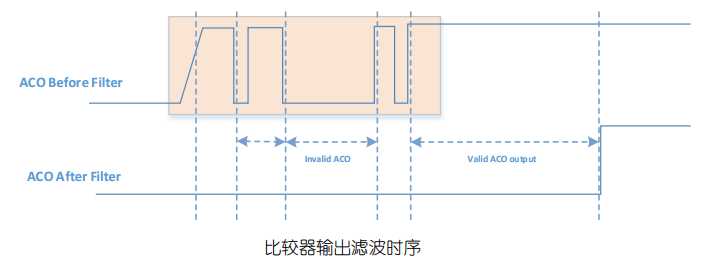 ACO Before Filter
Invalid ACO
Valid ACO output
ACO After Filter
比较器输出滤波时序